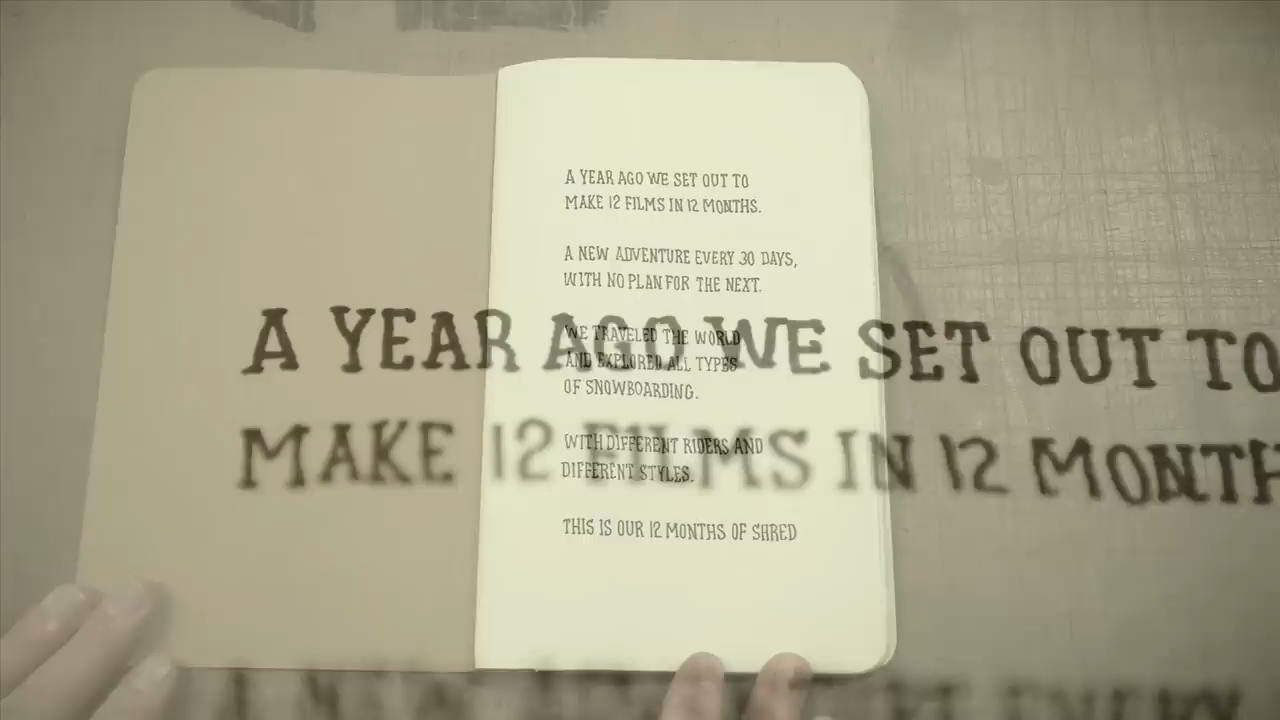 A YEAR AGO WE SET OUT TO
MAKE 12 FILMS IN 12 MONTHS.
A NEW ADVENTURE EVERY 30 DAYS,
WITH NO PLAN FOR THE NEXT.
WE TRAVELED THE WORLD
AND EXPLORED ALL TYPES
OF SNOWBOARDING.
WITH DIFFERENT RIDERS AND
DIFFERENT STYLES.
THIS IS OUR 12 MONTHS OF SHRED
A YEAR AGO WE SET OUT TO
MAKE 12 FILMS IN 12 MONTH